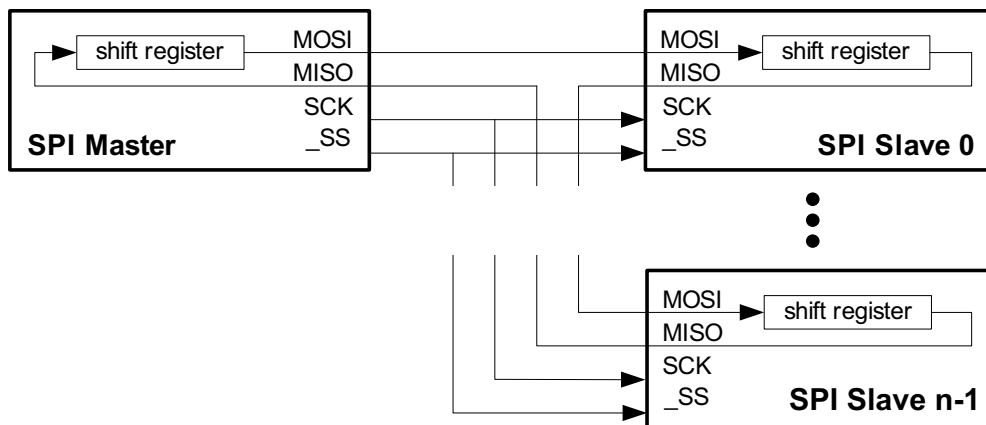 MOSI
shift register
MISO
SCK
SPI Master
_SS
MOSI
shift register
MISO
SCK
SPI Slave 0
_SS
MOSI
shift register
MISO
SCK
SPI Slave n-1
_SS